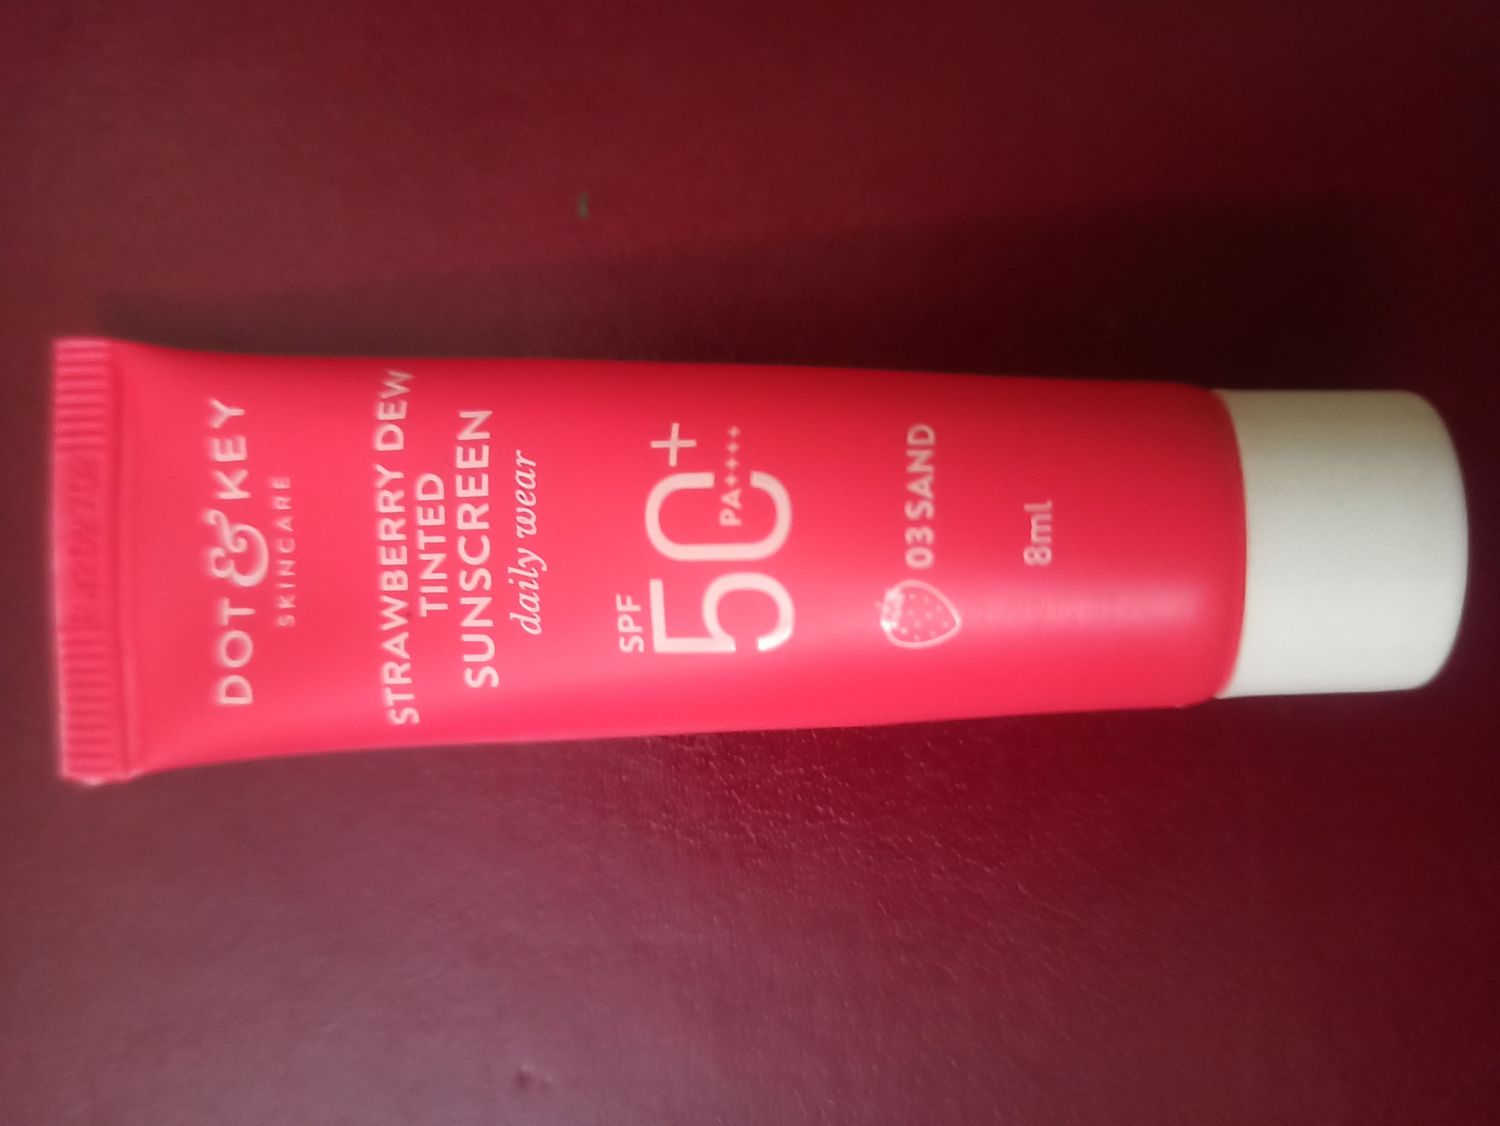 DOT & KEY
SKINCARE
STRAWBERRY DEW
TINTED
SUNSCREEN
daily wear
SPF
50+
PA++++
03 SAND
8ml